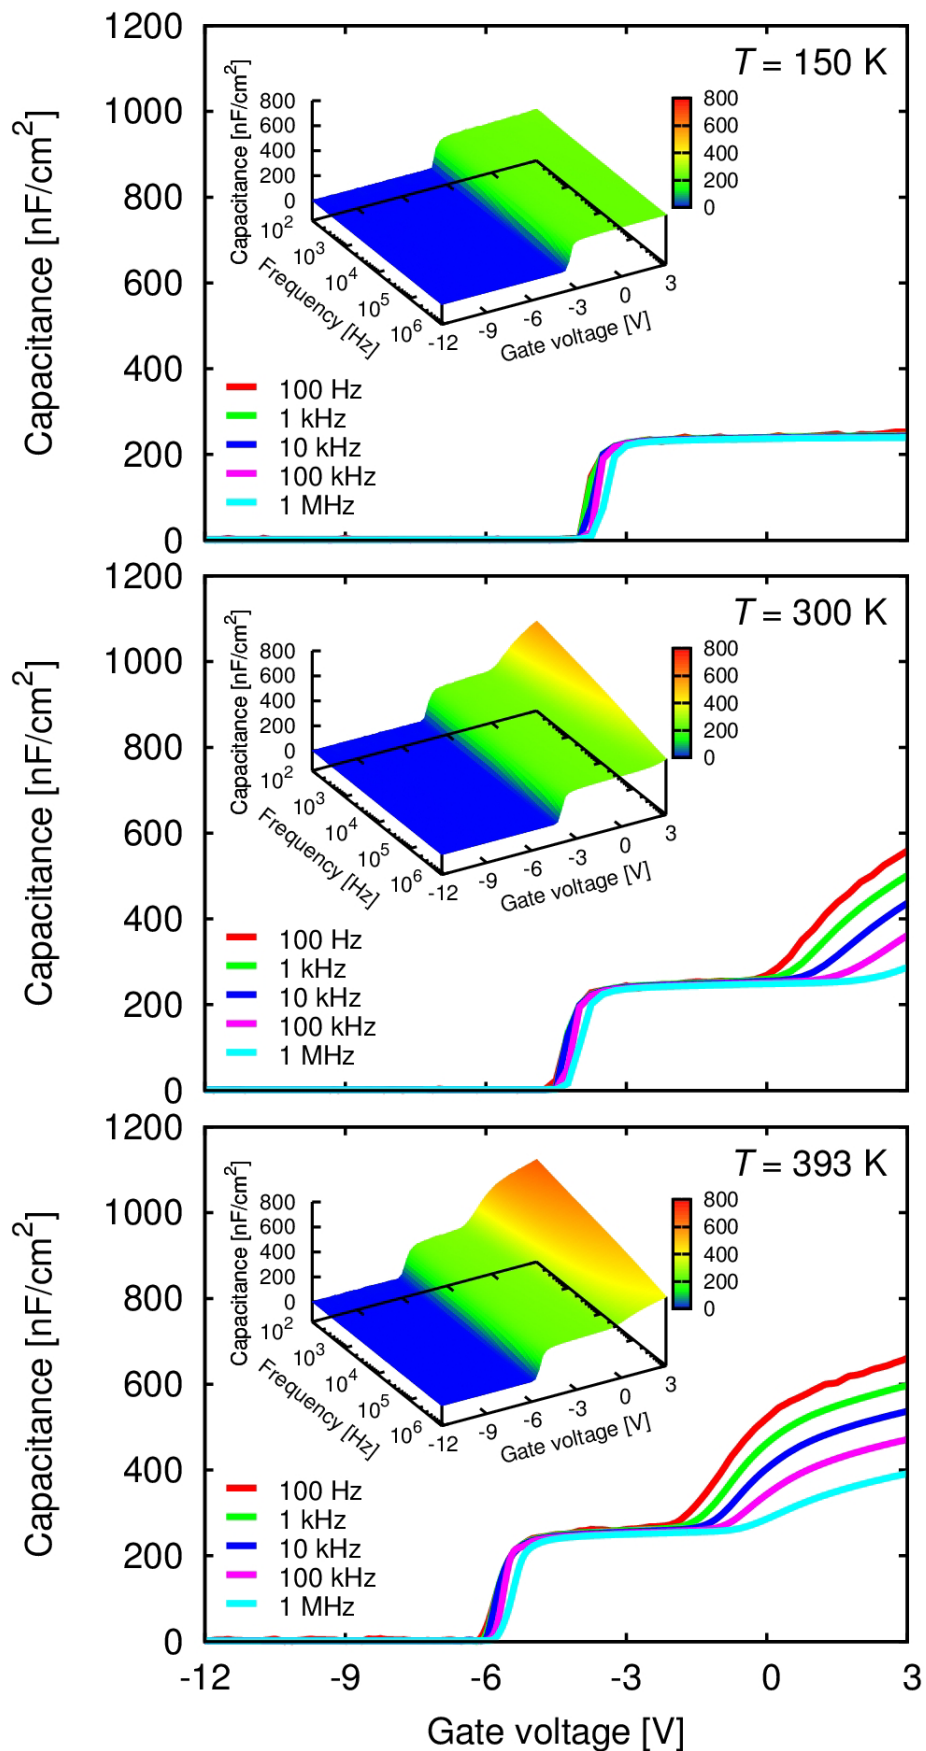 T = 150 K
Capacitance [nF/cm²]
1200
1000
800
600
400
200
0
Capacitance [nF/cm²]
800
600
400
200
0
10²
10³
10⁴
10⁵
10⁶
Frequency [Hz]
-12
-9
-6
-3
0
3
Gate voltage [V]
800
600
400
200
0
100 Hz
1 kHz
10 kHz
100 kHz
1 MHz
T = 300 K
Capacitance [nF/cm²]
1200
1000
800
600
400
200
0
Capacitance [nF/cm²]
800
600
400
200
0
10²
10³
10⁴
10⁵
10⁶
Frequency [Hz]
-12
-9
-6
-3
0
3
Gate voltage [V]
800
600
400
200
0
100 Hz
1 kHz
10 kHz
100 kHz
1 MHz
T = 393 K
Capacitance [nF/cm²]
1200
1000
800
600
400
200
0
Capacitance [nF/cm²]
800
600
400
200
0
10²
10³
10⁴
10⁵
10⁶
Frequency [Hz]
-12
-9
-6
-3
0
3
Gate voltage [V]
800
600
400
200
0
100 Hz
1 kHz
10 kHz
100 kHz
1 MHz
-12 -9 -6 -3 0 3
Gate voltage [V]